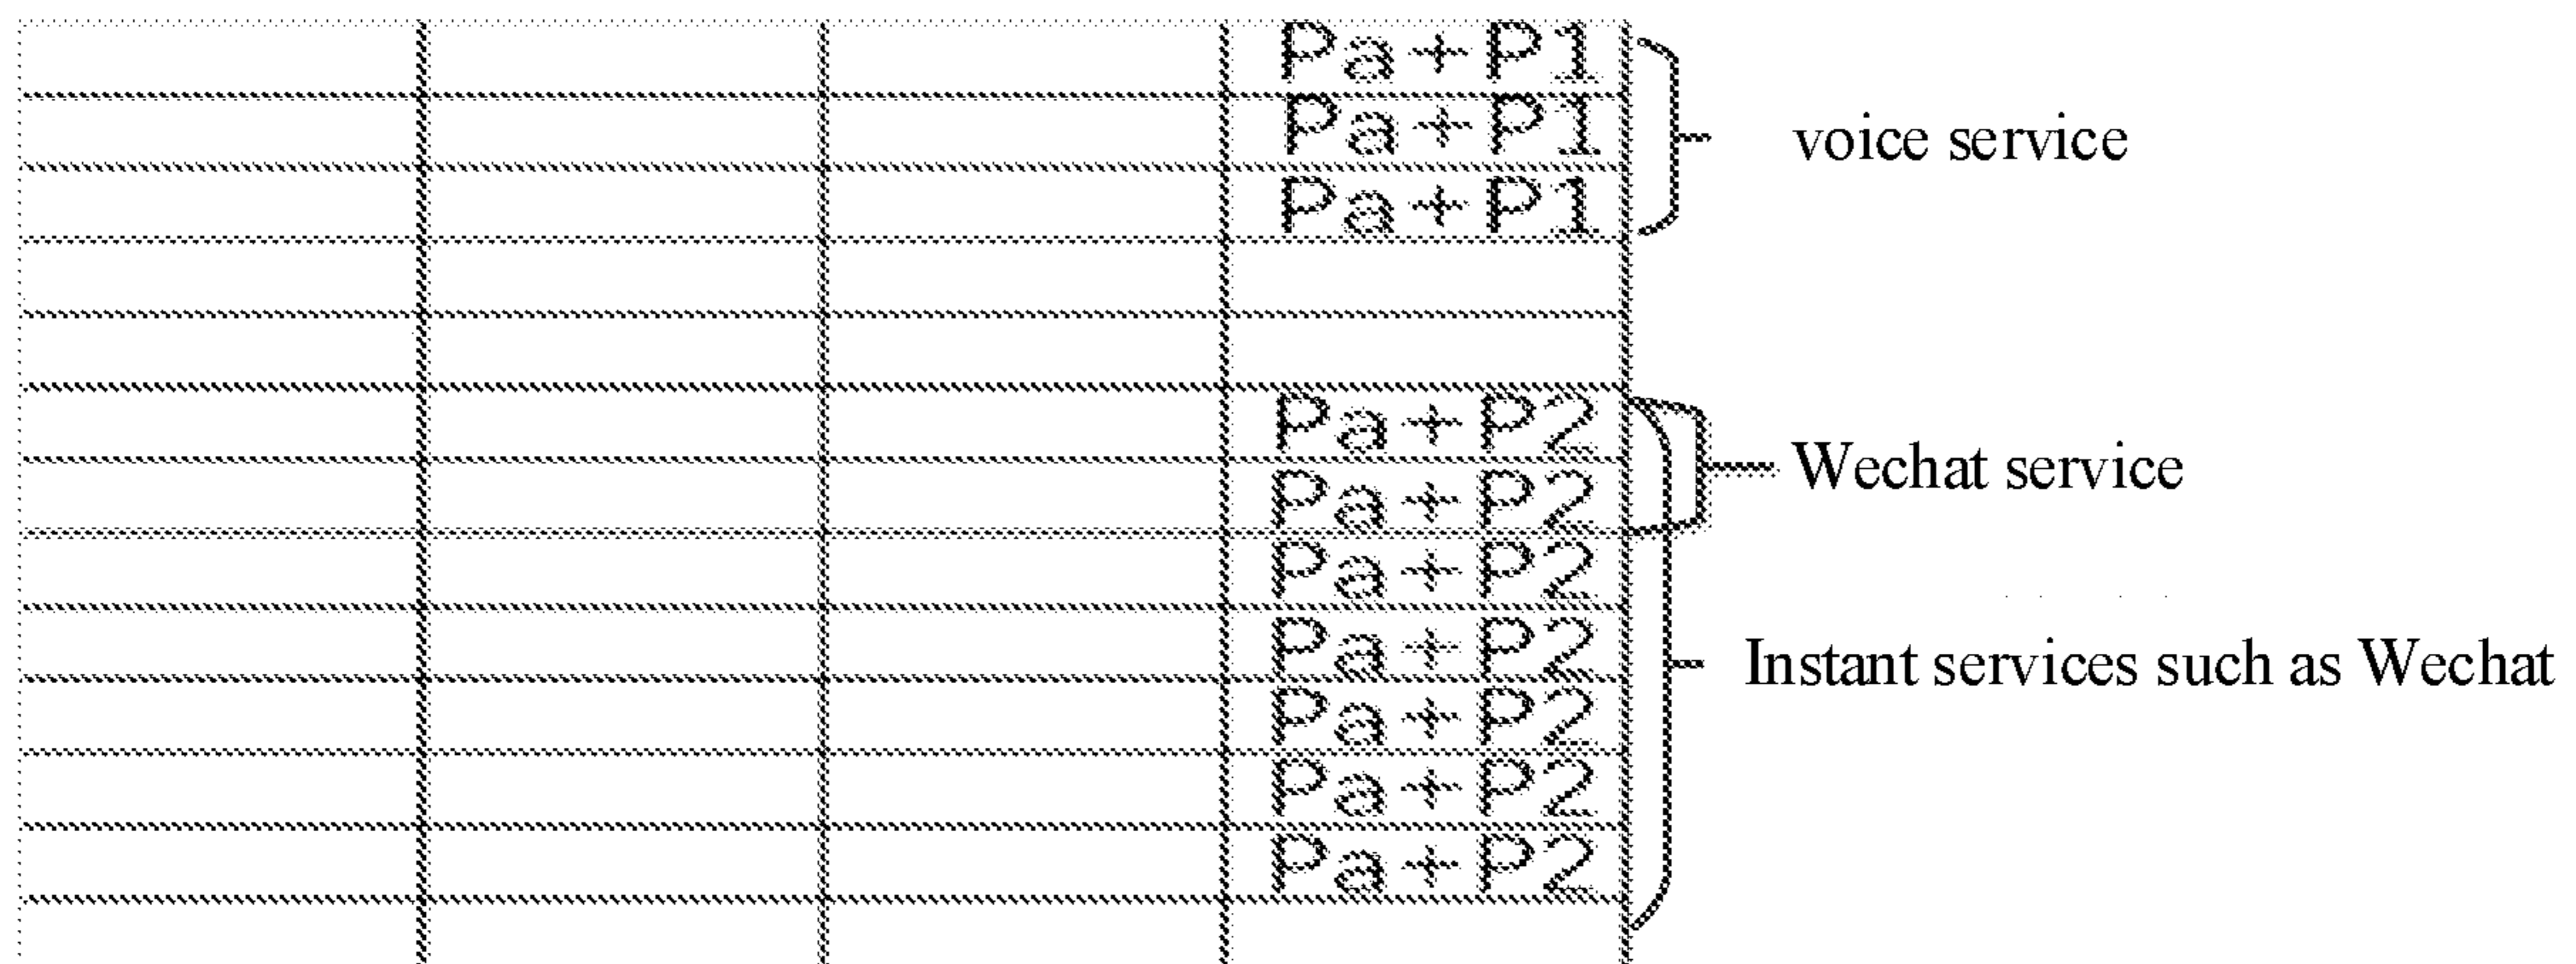 Pa+P1
Pa+P1
voice service
Pa+P1
Pa+P2
Wechat service
Pa+P2
Pa+P2
Pa+P2
Instant services such as Wechat
Pa+P2
Pa+P2
Pa+P2